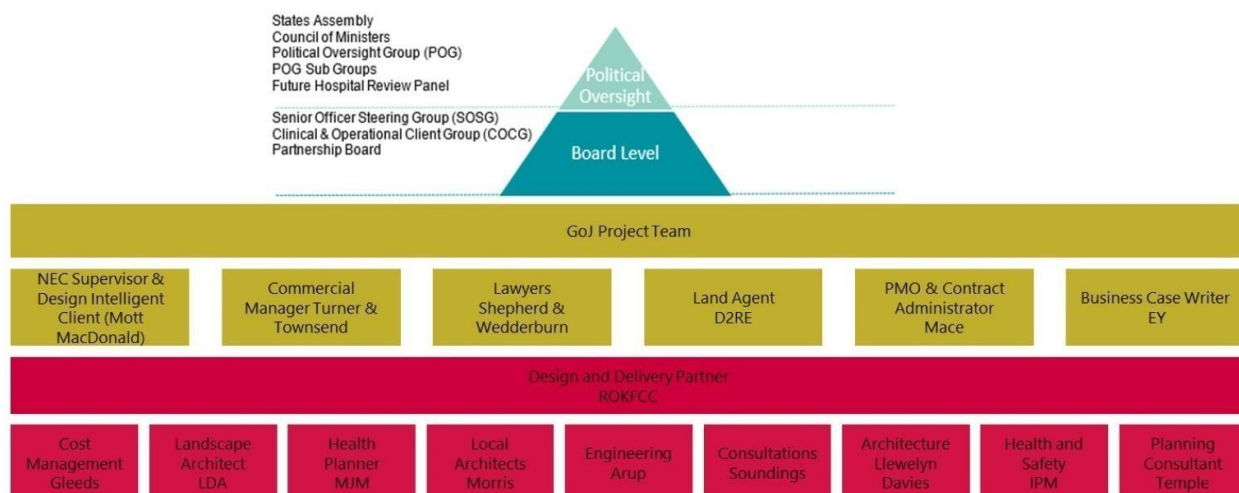 States Assembly
Council of Ministers
Political Oversight Group (POG)
POG Sub Groups
Future Hospital Review Panel
Political
Oversight
Senior Officer Steering Group (SOSG)
Clinical & Operational Client Group (COCG)
Partnership Board
Board Level
GoJ Project Team
NEC Supervisor &
Design Intelligent
Client (Mott
MacDonald)
Commercial
Manager Turner &
Townsend
Lawyers
Shepherd &
Wedderburn
Land Agent
D2RE
PMO & Contract
Administrator
Mace
Business Case Writer
EY
Design and Delivery Partner
ROKFCC
Cost
Management
Gleeds
Landscape
Architect
LDA
Health
Planner
MJM
Local
Architects
Morris
Engineering
Arup
Consultations
Soundings
Architecture
Llewelyn
Davies
Health and
Safety
IPM
Planning
Consultant
Temple